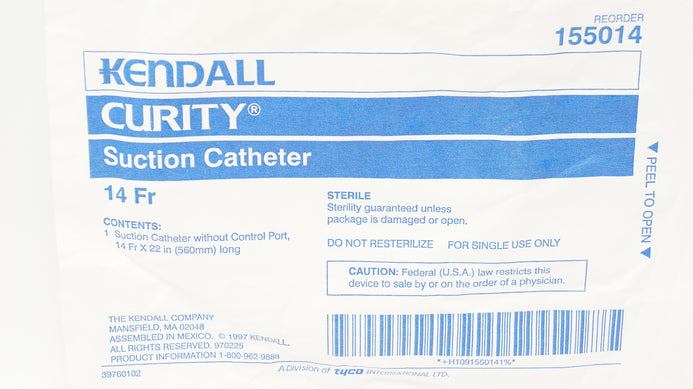 REORDER
155014
KENDALL
CURITY®
Suction Catheter
14 Fr
CONTENTS:
1 Suction Catheter without Control Port,
14 Fr X 22 in (560mm) long
STERILE
Sterility guaranteed unless
package is damaged or open.
DO NOT RESTERILIZE FOR SINGLE USE ONLY
CAUTION: Federal (U.S.A.) law restricts this
device to sale by or on the order of a physician.
▼ PEEL TO OPEN ▼
THE KENDALL COMPANY
MANSFIELD, MA 02048
ASSEMBLED IN MEXICO. © 1997 KENDALL.
ALL RIGHTS RESERVED. 970225
PRODUCT INFORMATION 1-800-962-9888
39760102
*+H1091550141%*
A Division of tyco INTERNATIONAL LTD.